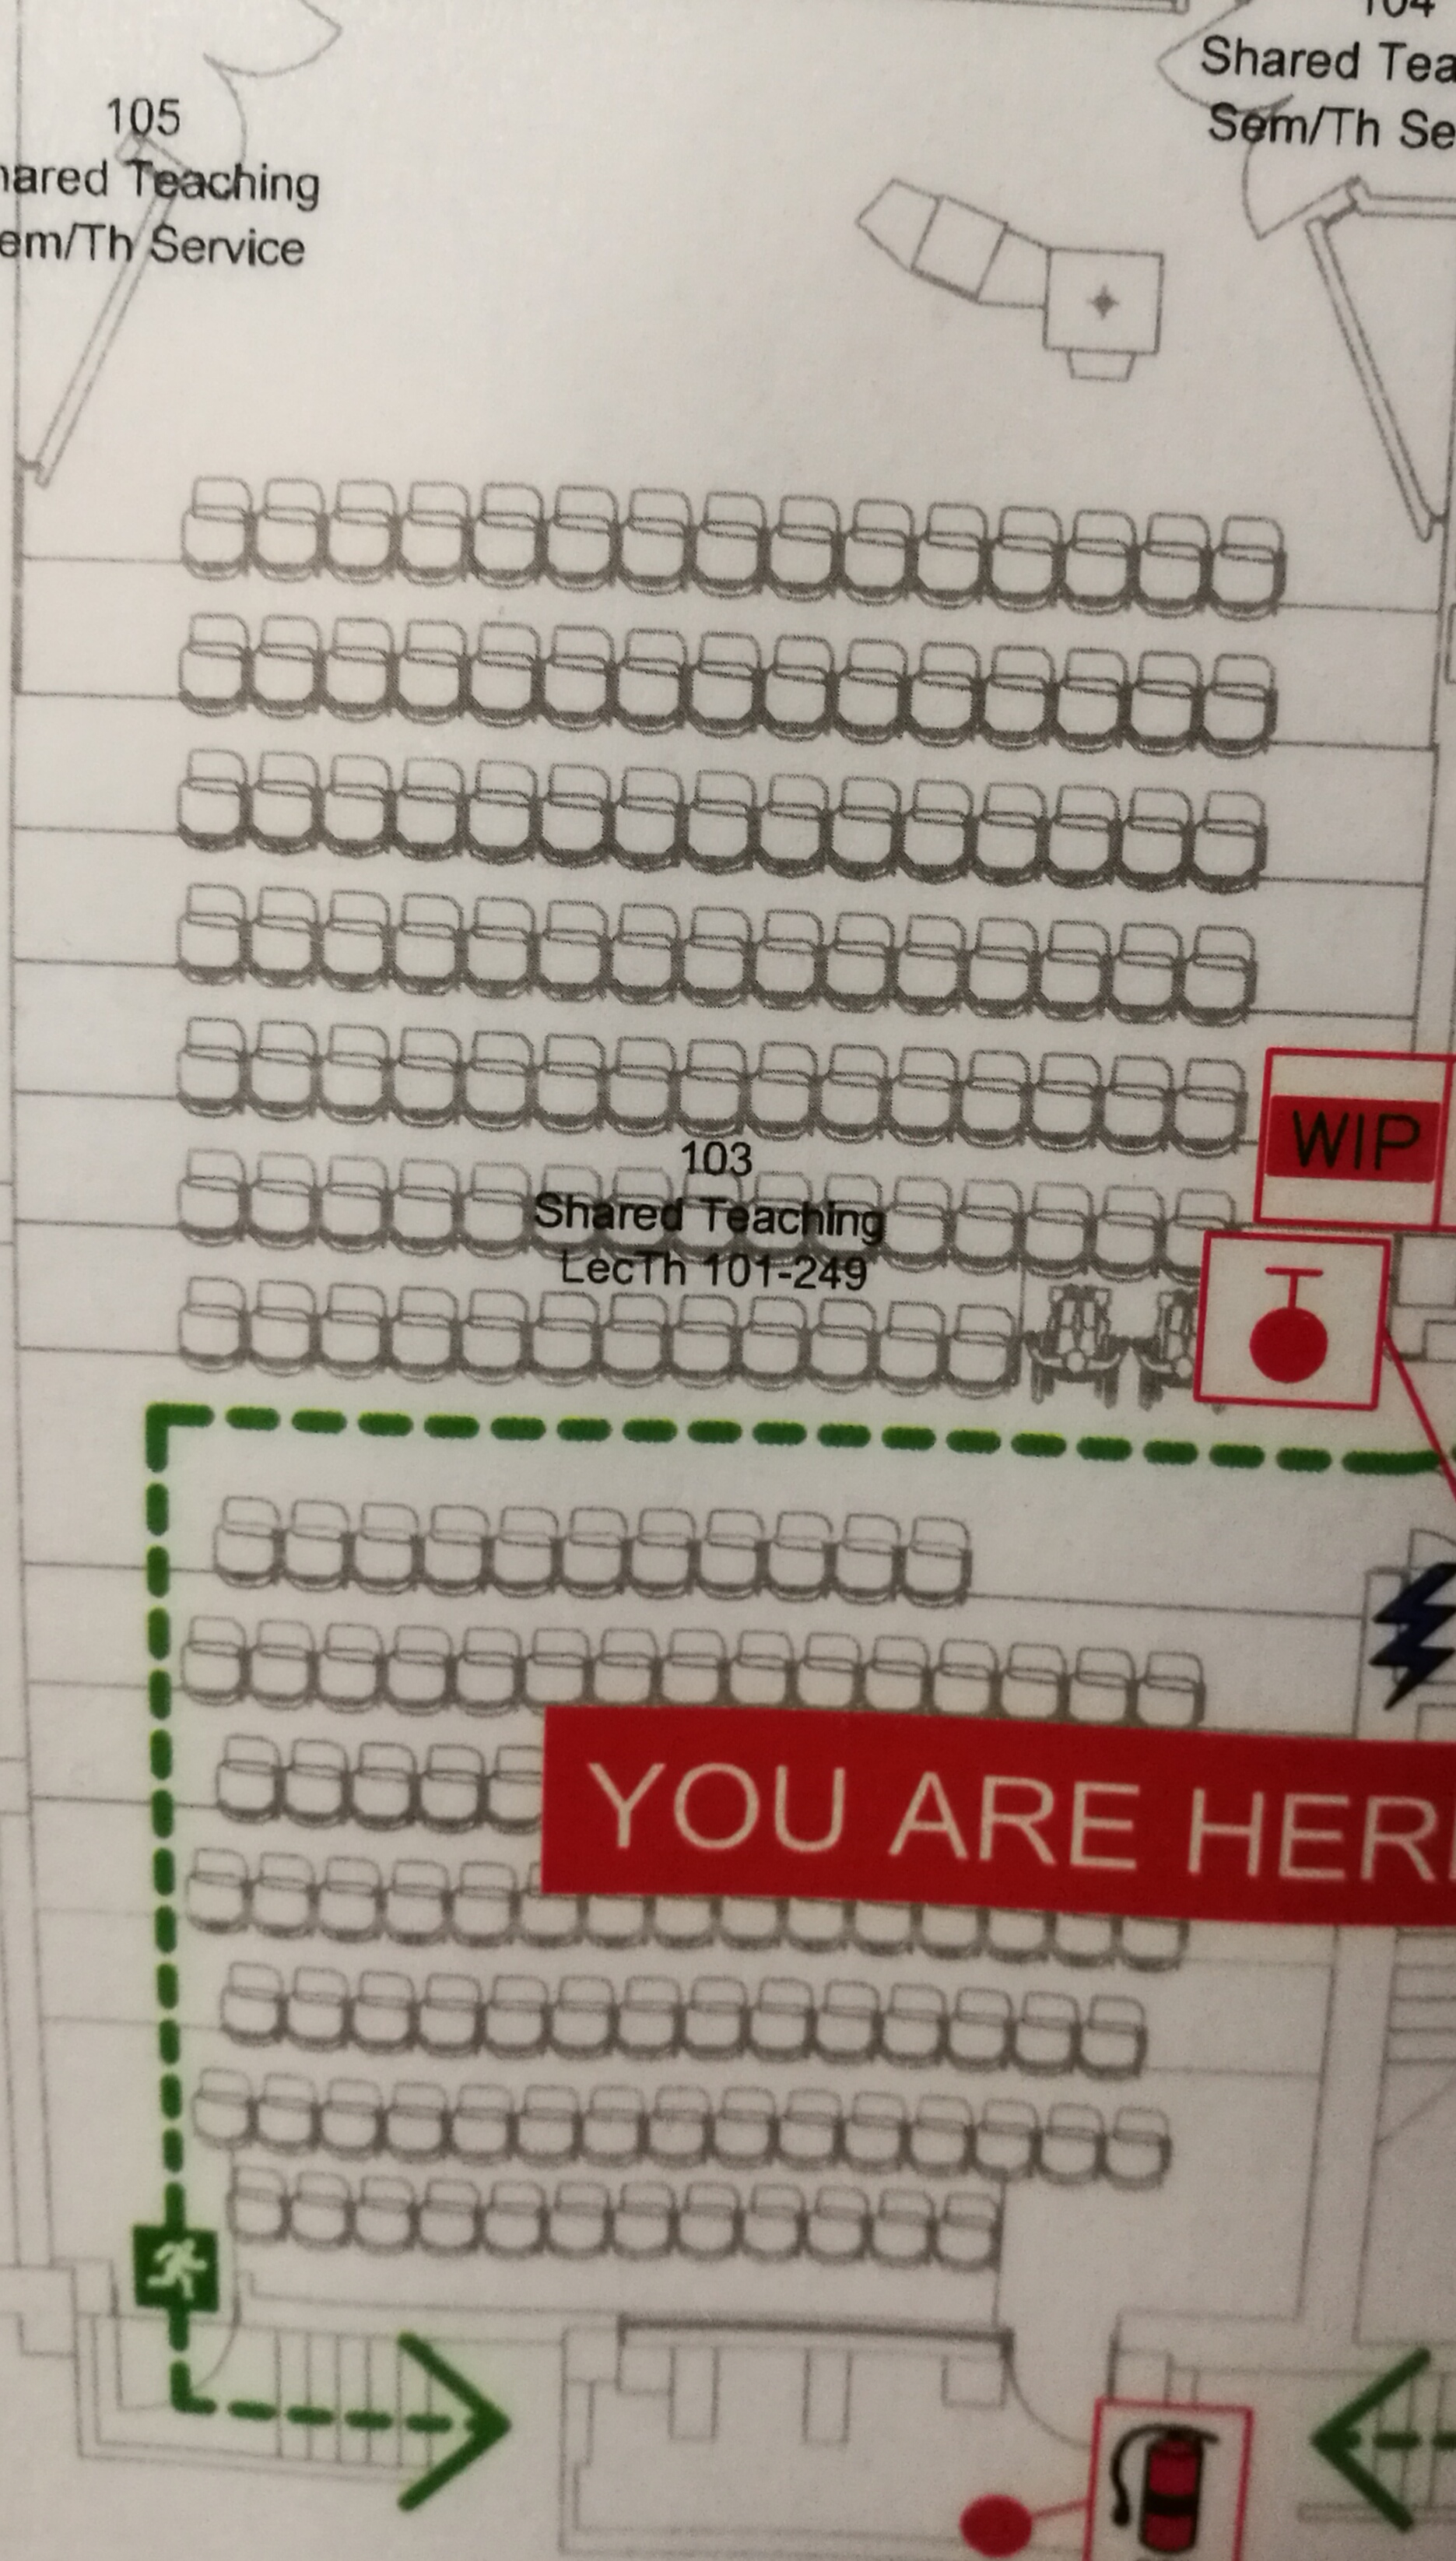 105
hared Teaching
em/Th Service
104
Shared Tea
Sem/Th Se
WIP
103
Shared Teaching
LecTh 101-249
YOU ARE HER